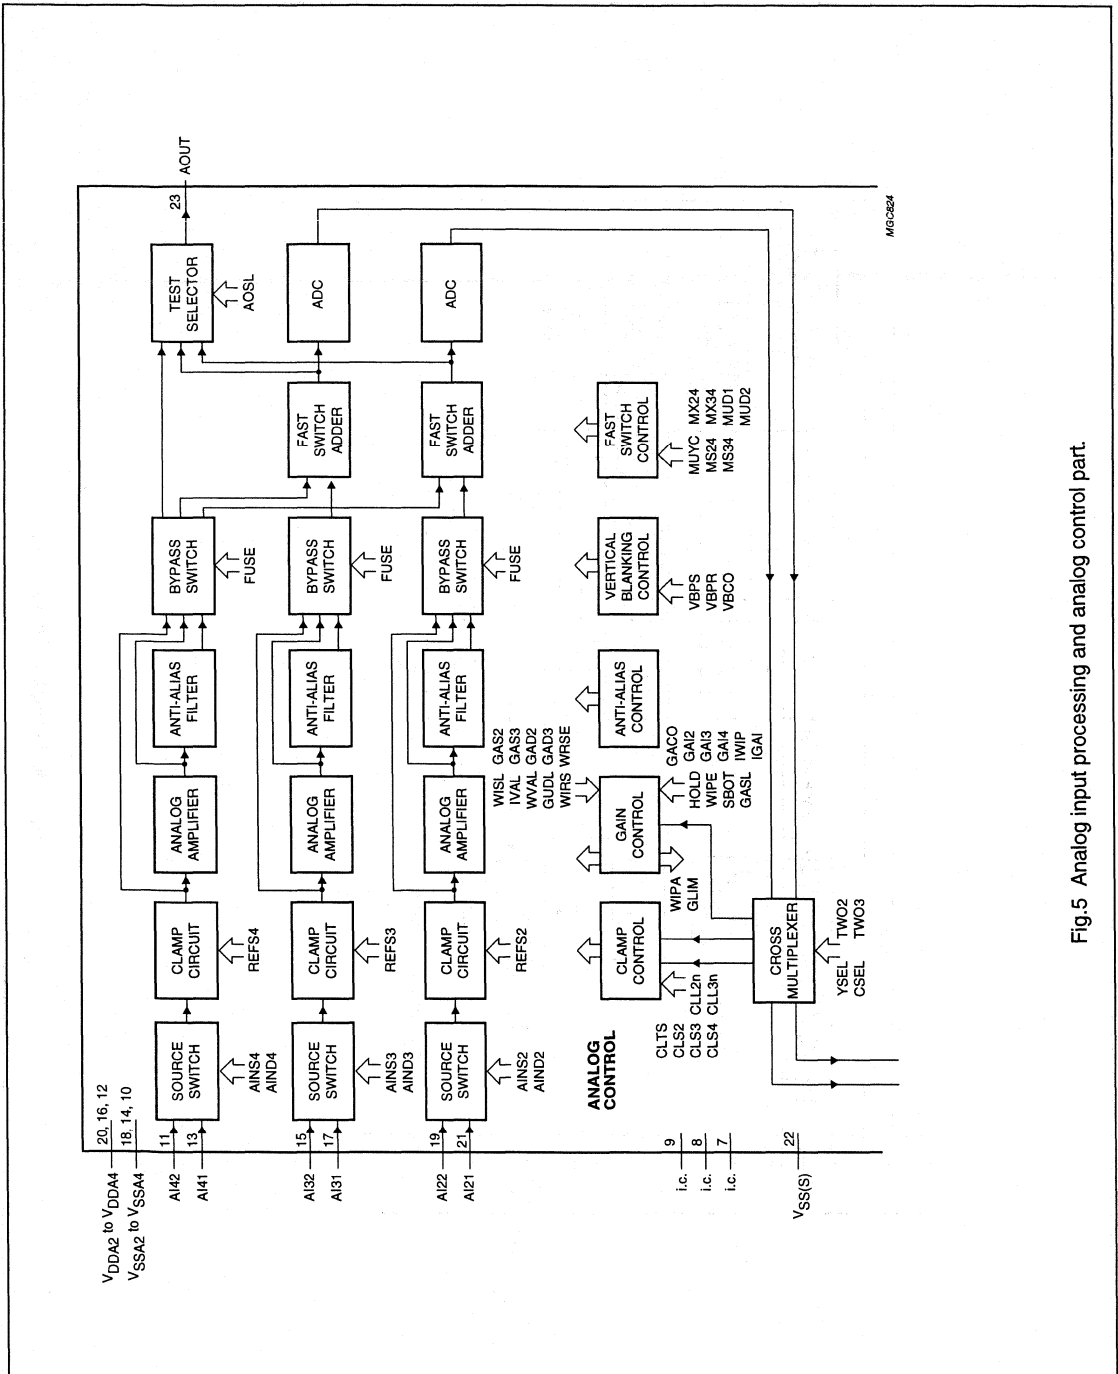 VDDA2 to VDDA4 20, 16, 12
VSSA2 to VSSA4 18, 14, 10
AI42 11
AI41 13
SOURCE
SWITCH
AINS4
AIND4
CLAMP
CIRCUIT
REFS4
ANALOG
AMPLIFIER
ANTI-ALIAS
FILTER
BYPASS
SWITCH
FUSE
TEST
SELECTOR
AOSL
23
AOUT
AI32 15
AI31 17
SOURCE
SWITCH
AINS3
AIND3
CLAMP
CIRCUIT
REFS3
ANALOG
AMPLIFIER
ANTI-ALIAS
FILTER
BYPASS
SWITCH
FUSE
FAST
SWITCH
ADDER
ADC
AI22 19
AI21 21
SOURCE
SWITCH
AINS2
AIND2
CLAMP
CIRCUIT
REFS2
ANALOG
AMPLIFIER
ANTI-ALIAS
FILTER
BYPASS
SWITCH
FUSE
FAST
SWITCH
ADDER
ADC
ANALOG
CONTROL
CLAMP
CONTROL
CLTS
CLS2 CLL2n
CLS3 CLL3n
CLS4
WISL GAS2
IVAL GAS3
WVAL GAD2
GUDL GAD3
WIRS WRSE
GAIN
CONTROL
WIPA
GLIM
GACO
HOLD GAI2
WIPE GAI3
SBOT GAI4
GASL IWIP
IGAI
ANTI-ALIAS
CONTROL
VERTICAL
BLANKING
CONTROL
VBPS
VBPR
VBCO
FAST
SWITCH
CONTROL
MUYC MX24
MS24 MX34
MS34 MUD1
MUD2
i.c. 9
i.c. 8
i.c. 7
VSS(S) 22
CROSS
MULTIPLEXER
YSEL TWO2
CSEL TWO3
MGC824
Fig.5 Analog input processing and analog control part.